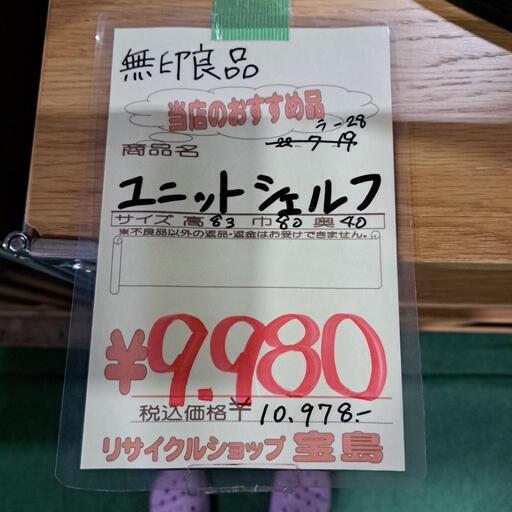 無印良品
当店のおすすめ品
ラー28
商品名 22-7-19
ユニットシェルフ
サイズ 高83 巾80 奥40
※不良品以外の返品・返金はお受けできません。
¥9.980
税込価格¥10.978-
リサイクルショップ 宝島